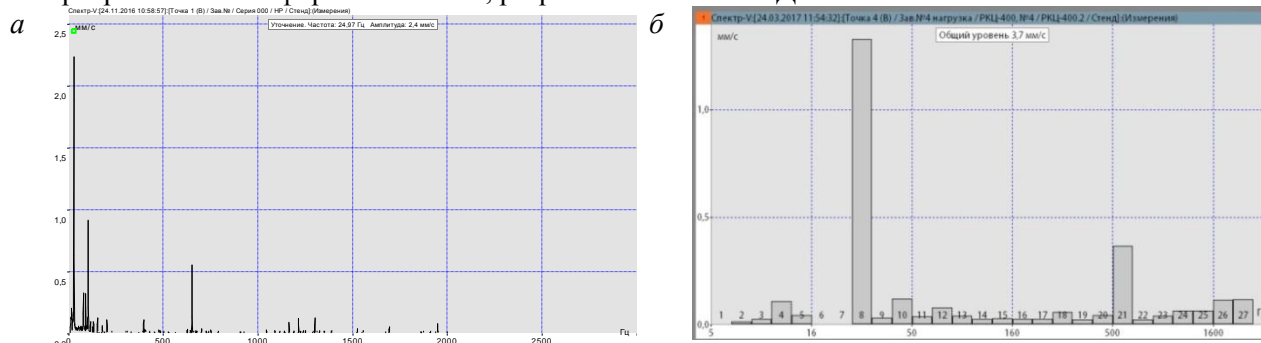 а
Спектр-V:[24.11.2016 10:58:57]:[Точка 1 (В) / Зав.№ / Серия 000 / НР / Стенд]:(Измерения)
мм/с
Уточнение. Частота: 24,97 Гц Амплитуда: 2,4 мм/с
2,5
2,0
1,5
1,0
0,5
0
500
1000
1500
2000
2500
Гц
б
Спектр-V:[24.03.2017 11:54:32]:[Точка 4 (В) / Зав.№4 нагрузка / РКЦ-400, №4 / РКЦ-400.2 / Стенд]:(Измерения)
мм/с
Общий уровень 3,7 мм/с
1,0
0,5
0,0
1 2 3 4 5 6 7 8 9 10 11 12 13 14 15 16 17 18 19 20 21 22 23 24 25 26 27
5 16 50 160 500 1600